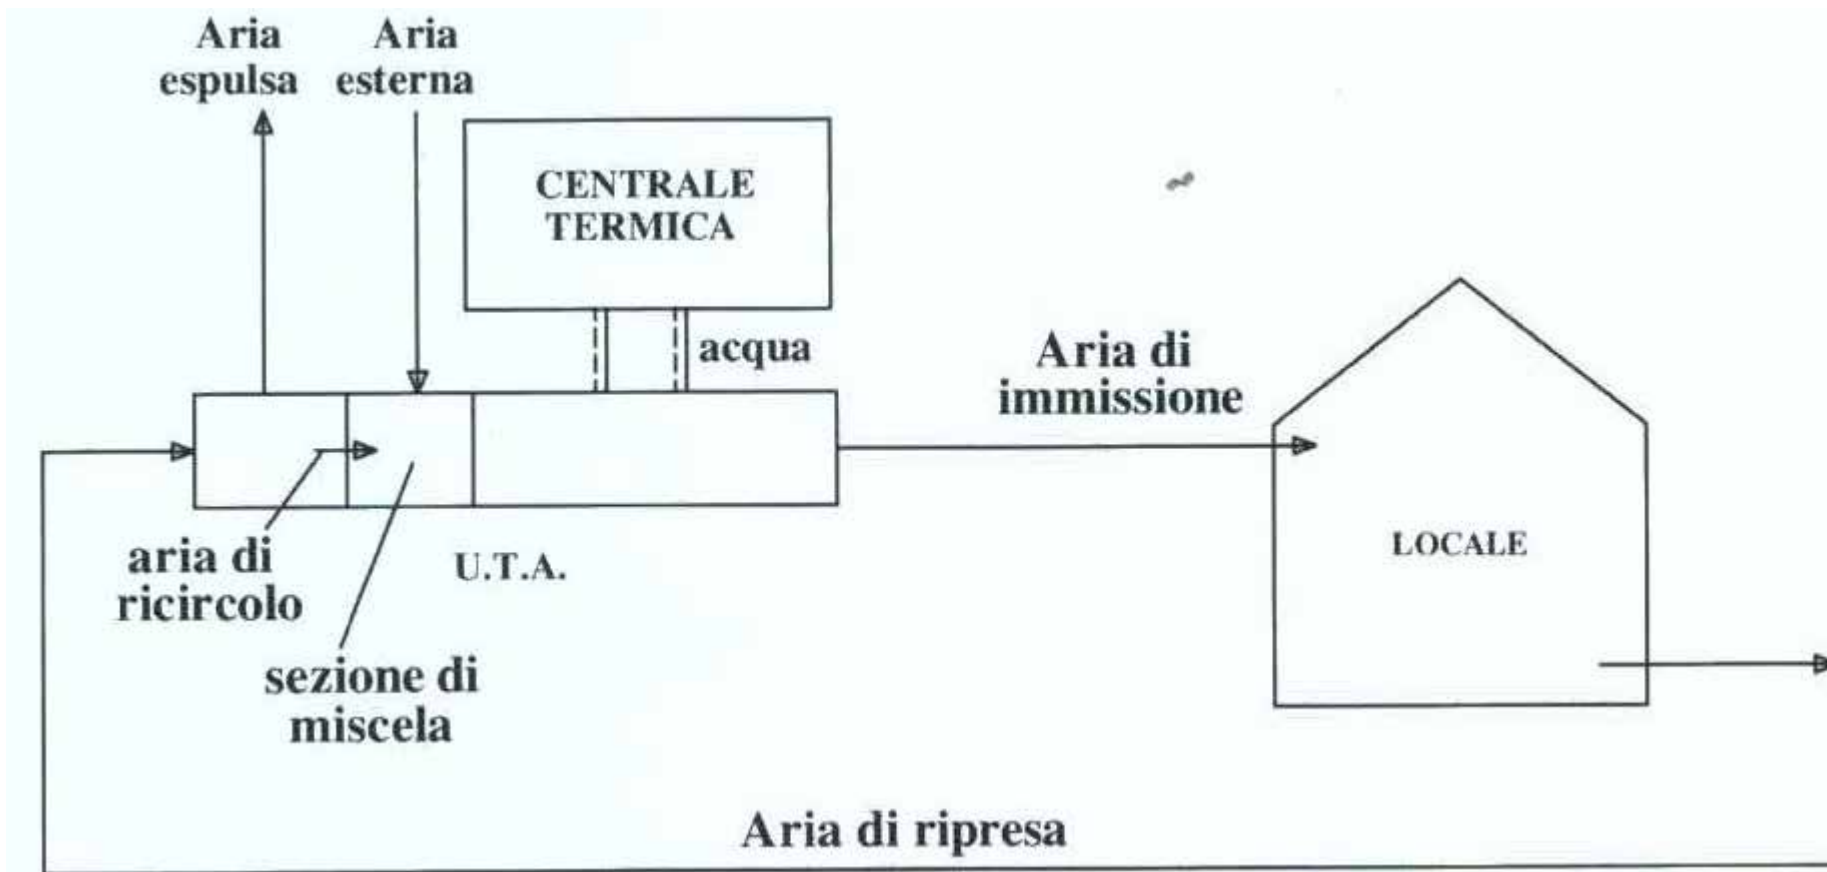 Aria
espulsa
Aria
esterna
CENTRALE
TERMICA
acqua
Aria di
immissione
LOCALE
aria di
ricircolo
U.T.A.
sezione di
miscela
Aria di ripresa